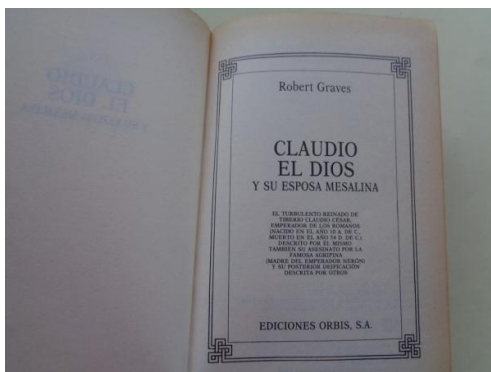 Robert Graves
CLAUDIO
EL DIOS
Y SU ESPOSA MESALINA
EL TURBULENTO REINADO DE
TIBERIO CLAUDIO CÉSAR,
EMPERADOR DE LOS ROMANOS
(NACIDO EN EL AÑO 10 A. DE C.,
MUERTO EN EL AÑO 54 D. DE C.)
DESCRITO POR ÉL MISMO
TAMBIÉN SU ASESINATO POR LA
FAMOSA AGRIPINA
(MADRE DEL EMPERADOR NERÓN)
Y SU POSTERIOR DEIFICACIÓN
DESCRITA POR OTROS
EDICIONES ORBIS, S.A.